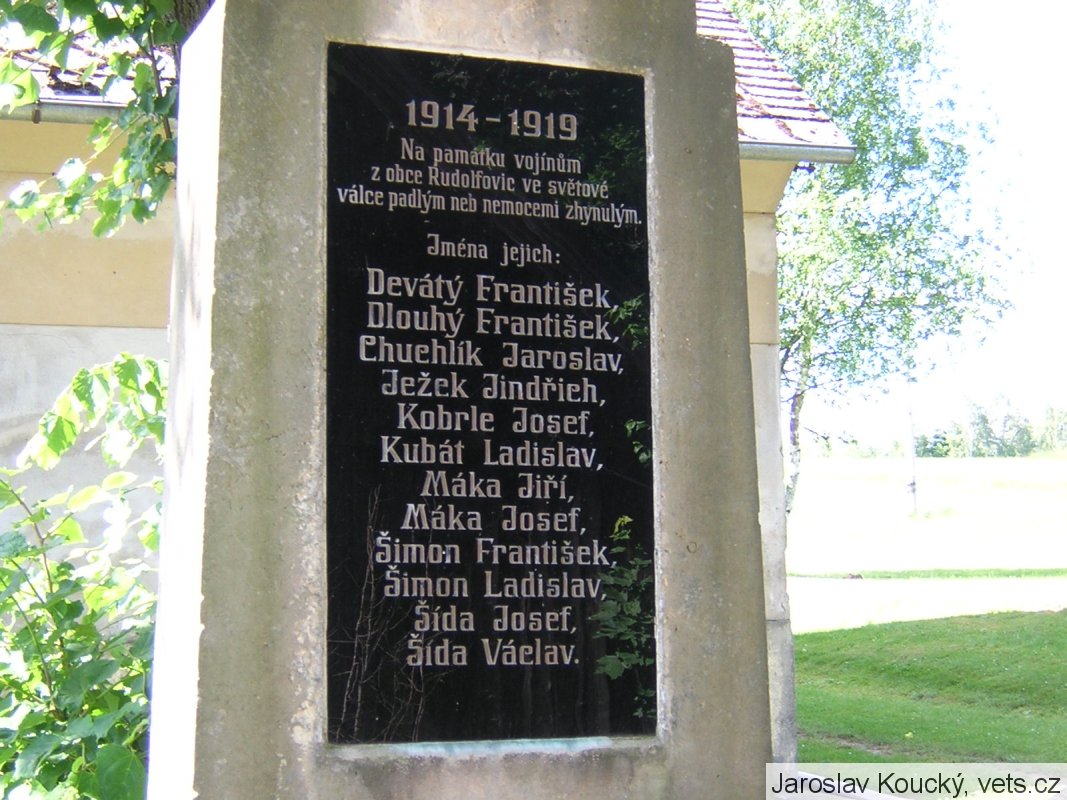 1914-1919
Na památku vojínům
z obce Rudolfovic ve světové
válce padlým neb nemocemi zhynulým.
Jména jejich:
Devátý František,
Dlouhý František,
Chuchlík Jaroslav,
Ježek Jindřich,
Kobrle Josef,
Kubát Ladislav,
Máka Jiří,
Máka Josef,
Šimon František,
Šimon Ladislav,
Šída Josef,
Šída Václav.
Jaroslav Koucký, vets.cz